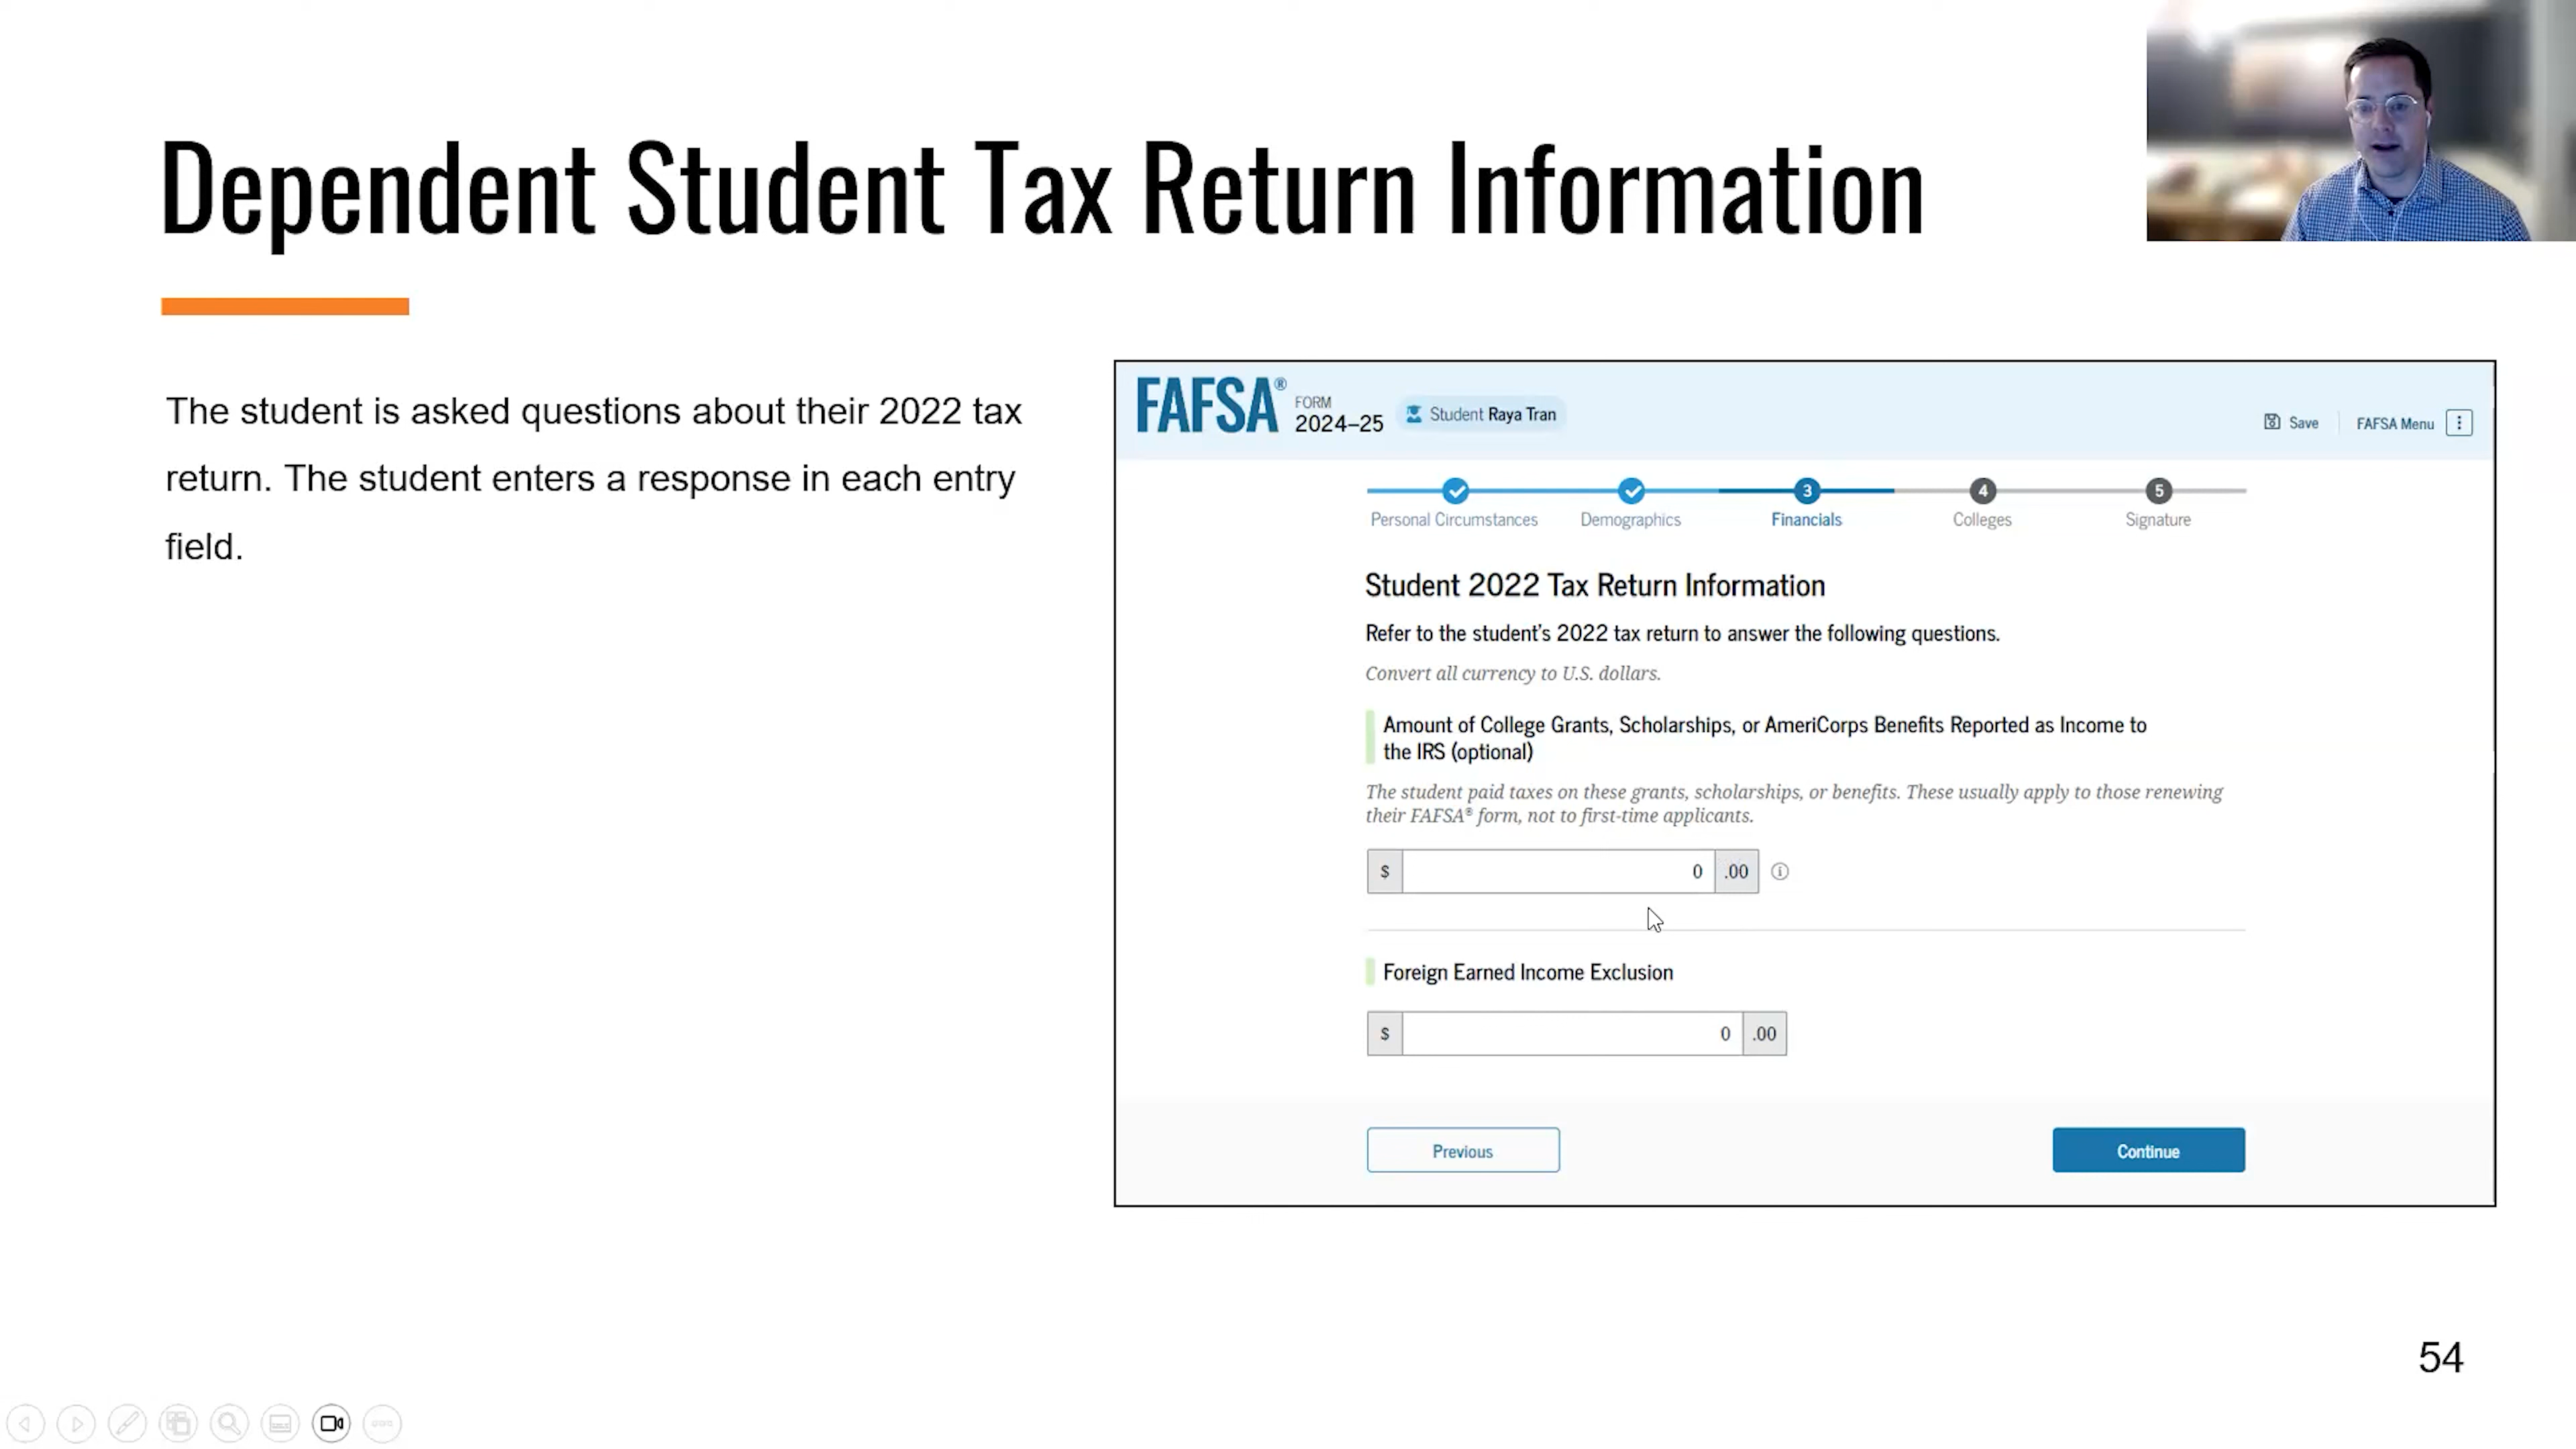 Dependent Student Tax Return Information
The student is asked questions about their 2022 tax
return. The student enters a response in each entry
field.
FAFSA® FORM 2024–25
Student Raya Tran
Save
FAFSA Menu
3
4
5
Personal Circumstances
Demographics
Financials
Colleges
Signature
Student 2022 Tax Return Information
Refer to the student's 2022 tax return to answer the following questions.
Convert all currency to U.S. dollars.
Amount of College Grants, Scholarships, or AmeriCorps Benefits Reported as Income to
the IRS (optional)
The student paid taxes on these grants, scholarships, or benefits. These usually apply to those renewing
their FAFSA® form, not to first-time applicants.
$ 0 .00
Foreign Earned Income Exclusion
$ 0 .00
Previous
Continue
54